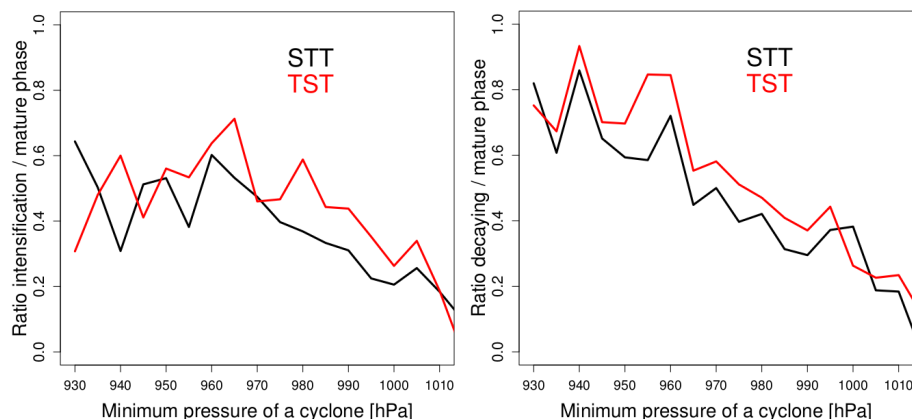 Ratio intensification / mature phase
1.0
0.8
0.6
0.4
0.2
0.0
STT
TST
930 940 950 960 970 980 990 1000 1010
Minimum pressure of a cyclone [hPa]
Ratio decaying / mature phase
1.0
0.8
0.6
0.4
0.2
0.0
STT
TST
930 940 950 960 970 980 990 1000 1010
Minimum pressure of a cyclone [hPa]